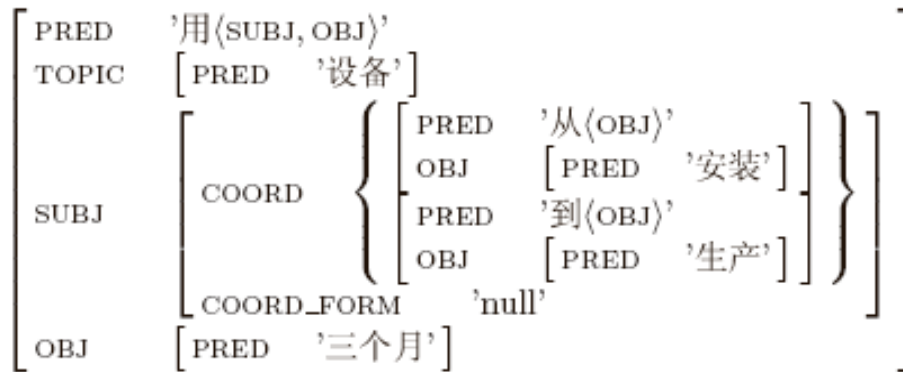 PRED ’用⟨SUBJ, OBJ⟩’
TOPIC [PRED ’设备’]
PRED ’从⟨OBJ⟩’
OBJ [PRED ’安装’]
COORD
SUBJ
PRED ’到⟨OBJ⟩’
OBJ [PRED ’生产’]
COORD_FORM ’null’
OBJ [PRED ’三个月’]